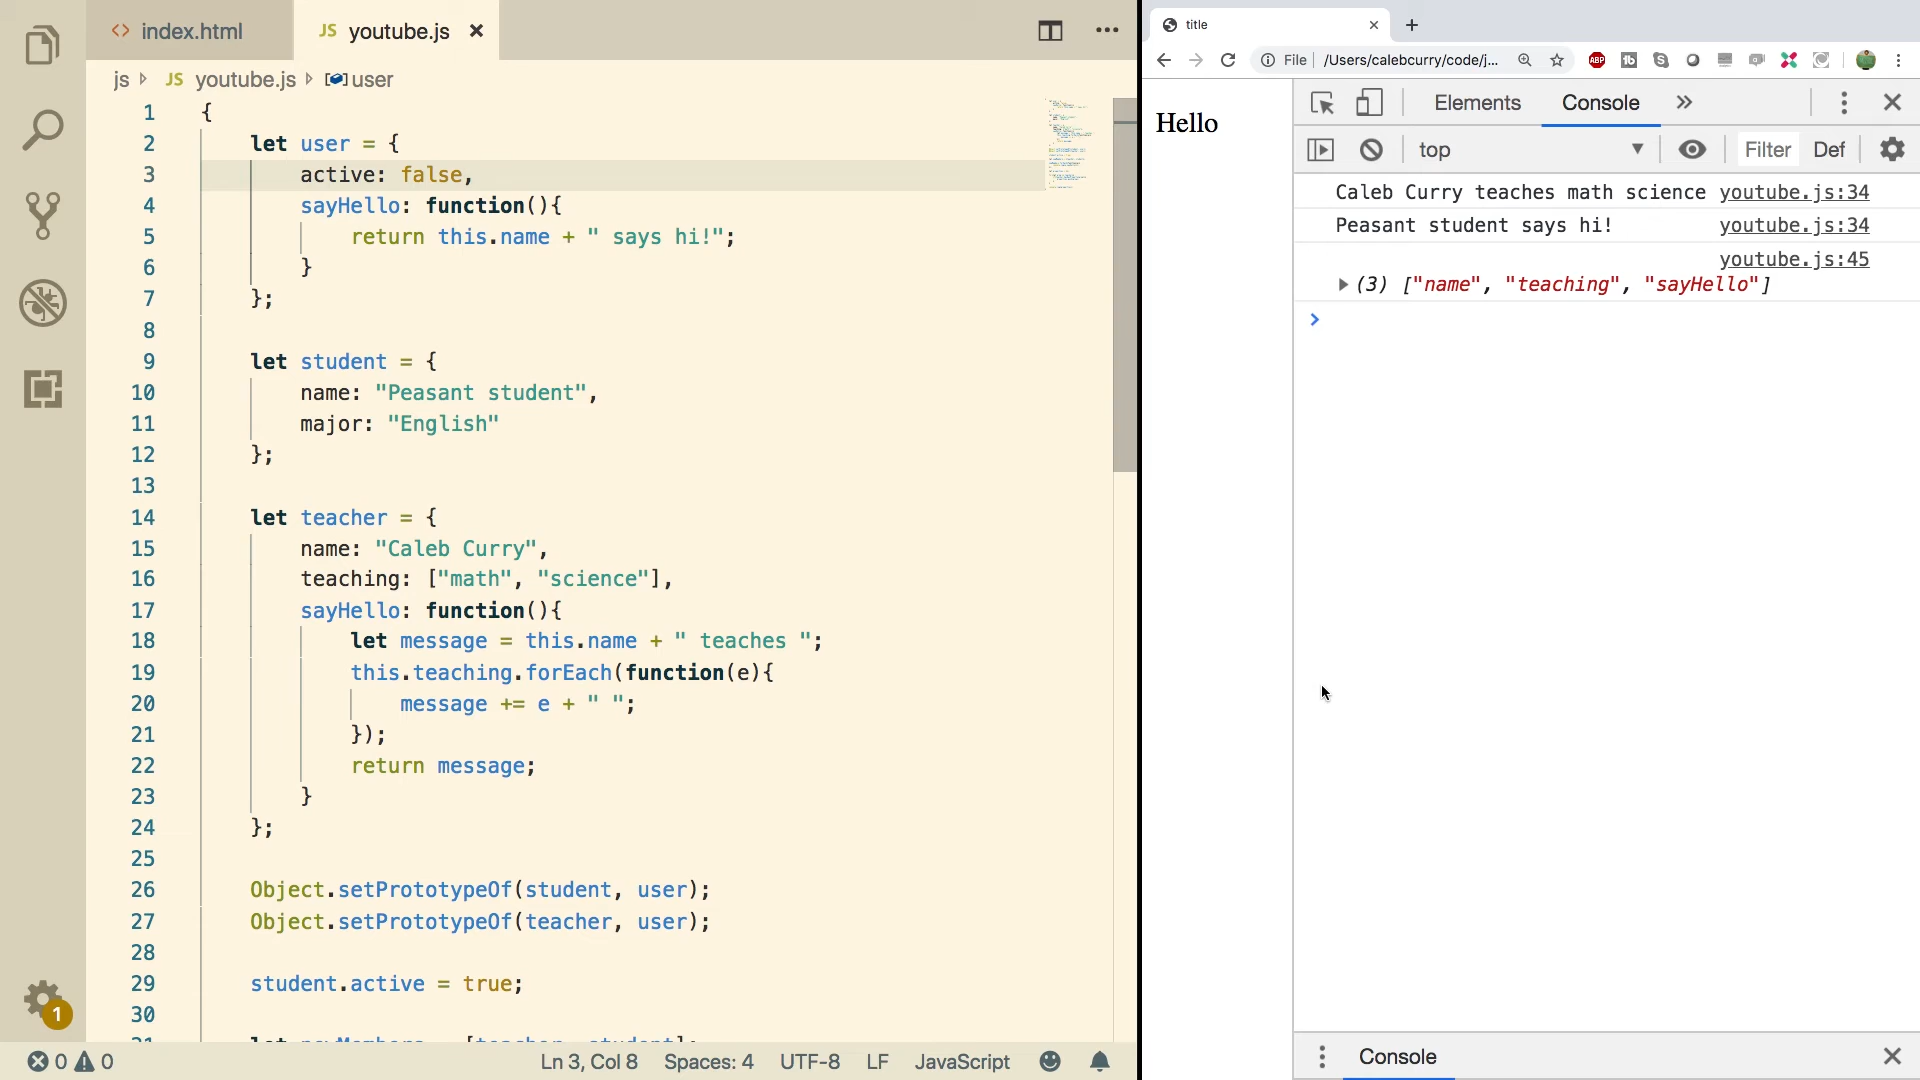 index.html
JS youtube.js
js JS youtube.js user
1 {
2 let user = {
3 active: false,
4 sayHello: function(){
5 return this.name + " says hi!";
6 }
7 };
8
9 let student = {
10 name: "Peasant student",
11 major: "English"
12 };
13
14 let teacher = {
15 name: "Caleb Curry",
16 teaching: ["math", "science"],
17 sayHello: function(){
18 let message = this.name + " teaches ";
19 this.teaching.forEach(function(e){
20 message += e + " ";
21 });
22 return message;
23 }
24 };
25
26 Object.setPrototypeOf(student, user);
27 Object.setPrototypeOf(teacher, user);
28
29 student.active = true;
30
1
0 0
Ln 3, Col 8 Spaces: 4 UTF-8 LF JavaScript
title
File /Users/calebcurry/code/j...
ABP
Hello
Elements Console
top Filter Def
Caleb Curry teaches math science youtube.js:34
Peasant student says hi! youtube.js:34
youtube.js:45
(3) ["name", "teaching", "sayHello"]
Console